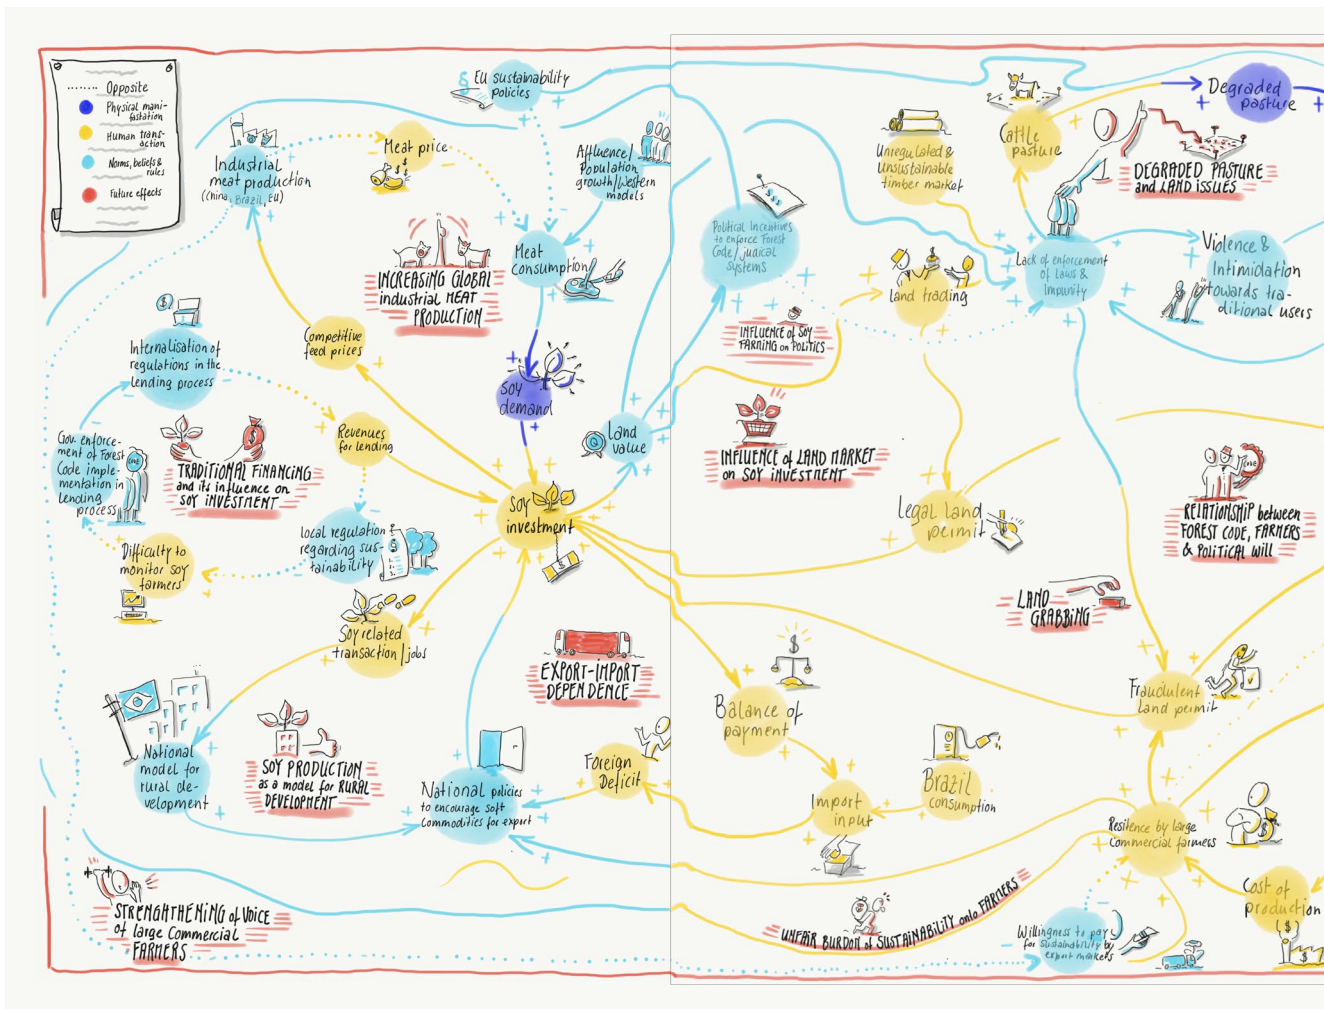 Opposite
Physical mani-
fastation
Human trans-
action
Norms, beliefs &
rules
Future effects
EU sustainability
policies
Industrial
meat production
(China, Brazil, EU)
Meat price
Affluence/
Population
growth/Western
models
INCREASING GLOBAL
industrial MEAT
PRODUCTION
Meat
Consumption
Competitive
feed prices
Internalisation of
regulations in the
lending process
Soy
demand
Land
value
Revenues
for lending
Gov. enforce-
ment of Forest
Code imple-
mentation in
lending
process
TRADITIONAL FINANCING
and its influence on
SOY INVESTMENT
Soy
investment
Local regulation
regarding sus-
tainability
Difficulty to
monitor soy
farmers
Soy related
transaction/jobs
EXPORT-IMPORT
DEPENDENCE
National
model for
rural de-
velopment
SOY PRODUCTION
as a model for RURAL
DEVELOPMENT
National policies
to encourage soft
Commodities for export
Foreign
Deficit
STRENGHTHENING of VOICE
of large Commercial
FARMERS
Political Incentives
to enforce Forest
Code/judical
systems
Unregulated &
Unsustainable
timber market
Cattle
pasture
Degraded
pasture
DEGRADED PASTURE
and LAND ISSUES
Land trading
Lack of enforcement
of Laws &
Impunity
Violence &
Intimidation
towards tra-
ditional users
INFLUENCE of SOY
FARMING on POLITICS
INFLUENCE of LAND MARKET
on SOY INVESTMENT
Legal land
permit
RELATIONSHIP between
FOREST CODE, FARMERS
& POLITICAL WILL
LAND
GRABBING
Fraudulent
land permit
Balance of
payment
Brazil
consumption
Import
input
Resitence by large
Commercial farmers
Cost of
production
UNFAIR BURDON of SUSTAINABILITY onto FARMERS
Willingness to pay
for sustainability by
export markets